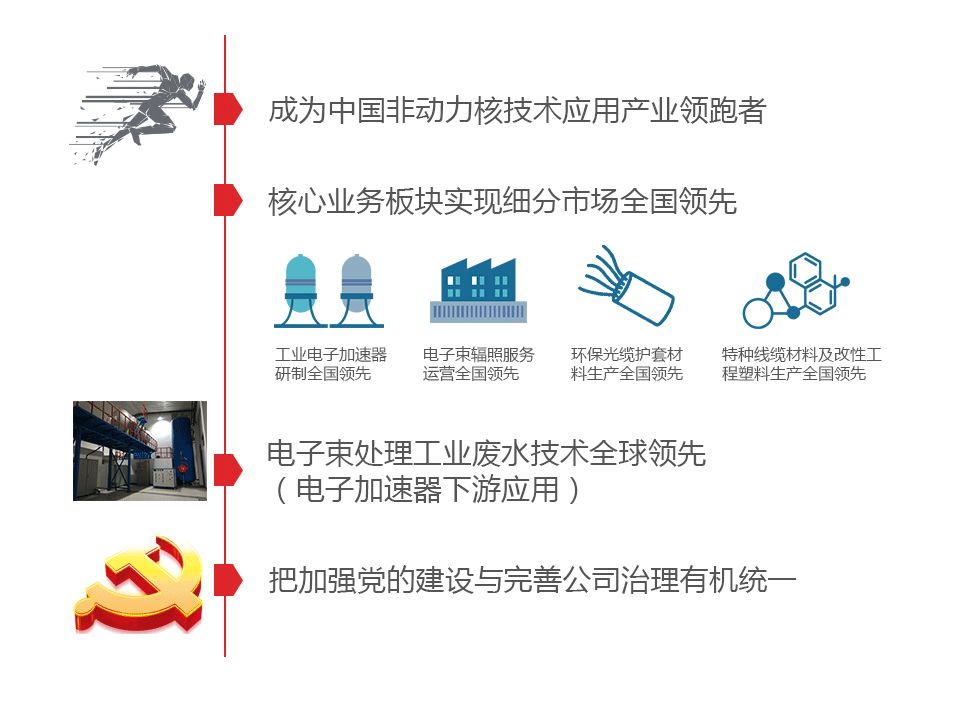 成为中国非动力核技术应用产业领跑者
核心业务板块实现细分市场全国领先
工业电子加速器
研制全国领先
电子束辐照服务
运营全国领先
环保光缆护套材
料生产全国领先
特种线缆材料及改性工
程塑料生产全国领先
电子束处理工业废水技术全球领先
（电子加速器下游应用）
把加强党的建设与完善公司治理有机统一